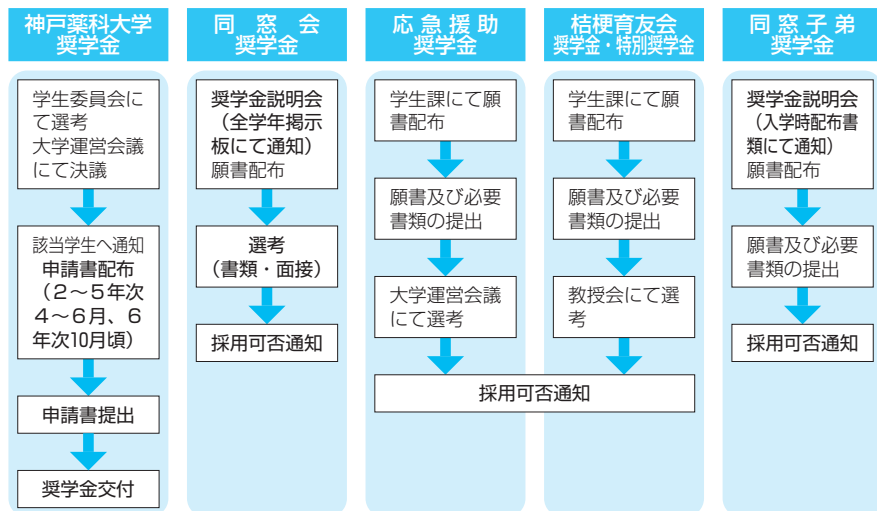 神戸薬科大学
奨学金
学生委員会に
て選考
大学運営会議
にて決議
該当学生へ通知
申請書配布
（２～５年次
４～６月、６
年次10月頃）
申請書提出
奨学金交付
同窓会
奨学金
奨学金説明会
（全学年掲示
板にて通知）
願書配布
選考
（書類・面接）
採用可否通知
応急援助
奨学金
学生課にて願
書配布
願書及び必要
書類の提出
大学運営会議
にて選考
桔梗育友会
奨学金・特別奨学金
学生課にて願
書配布
願書及び必要
書類の提出
教授会にて選
考
採用可否通知
同窓子弟
奨学金
奨学金説明会
（入学時配布書
類にて通知）
願書配布
願書及び必要
書類の提出
採用可否通知